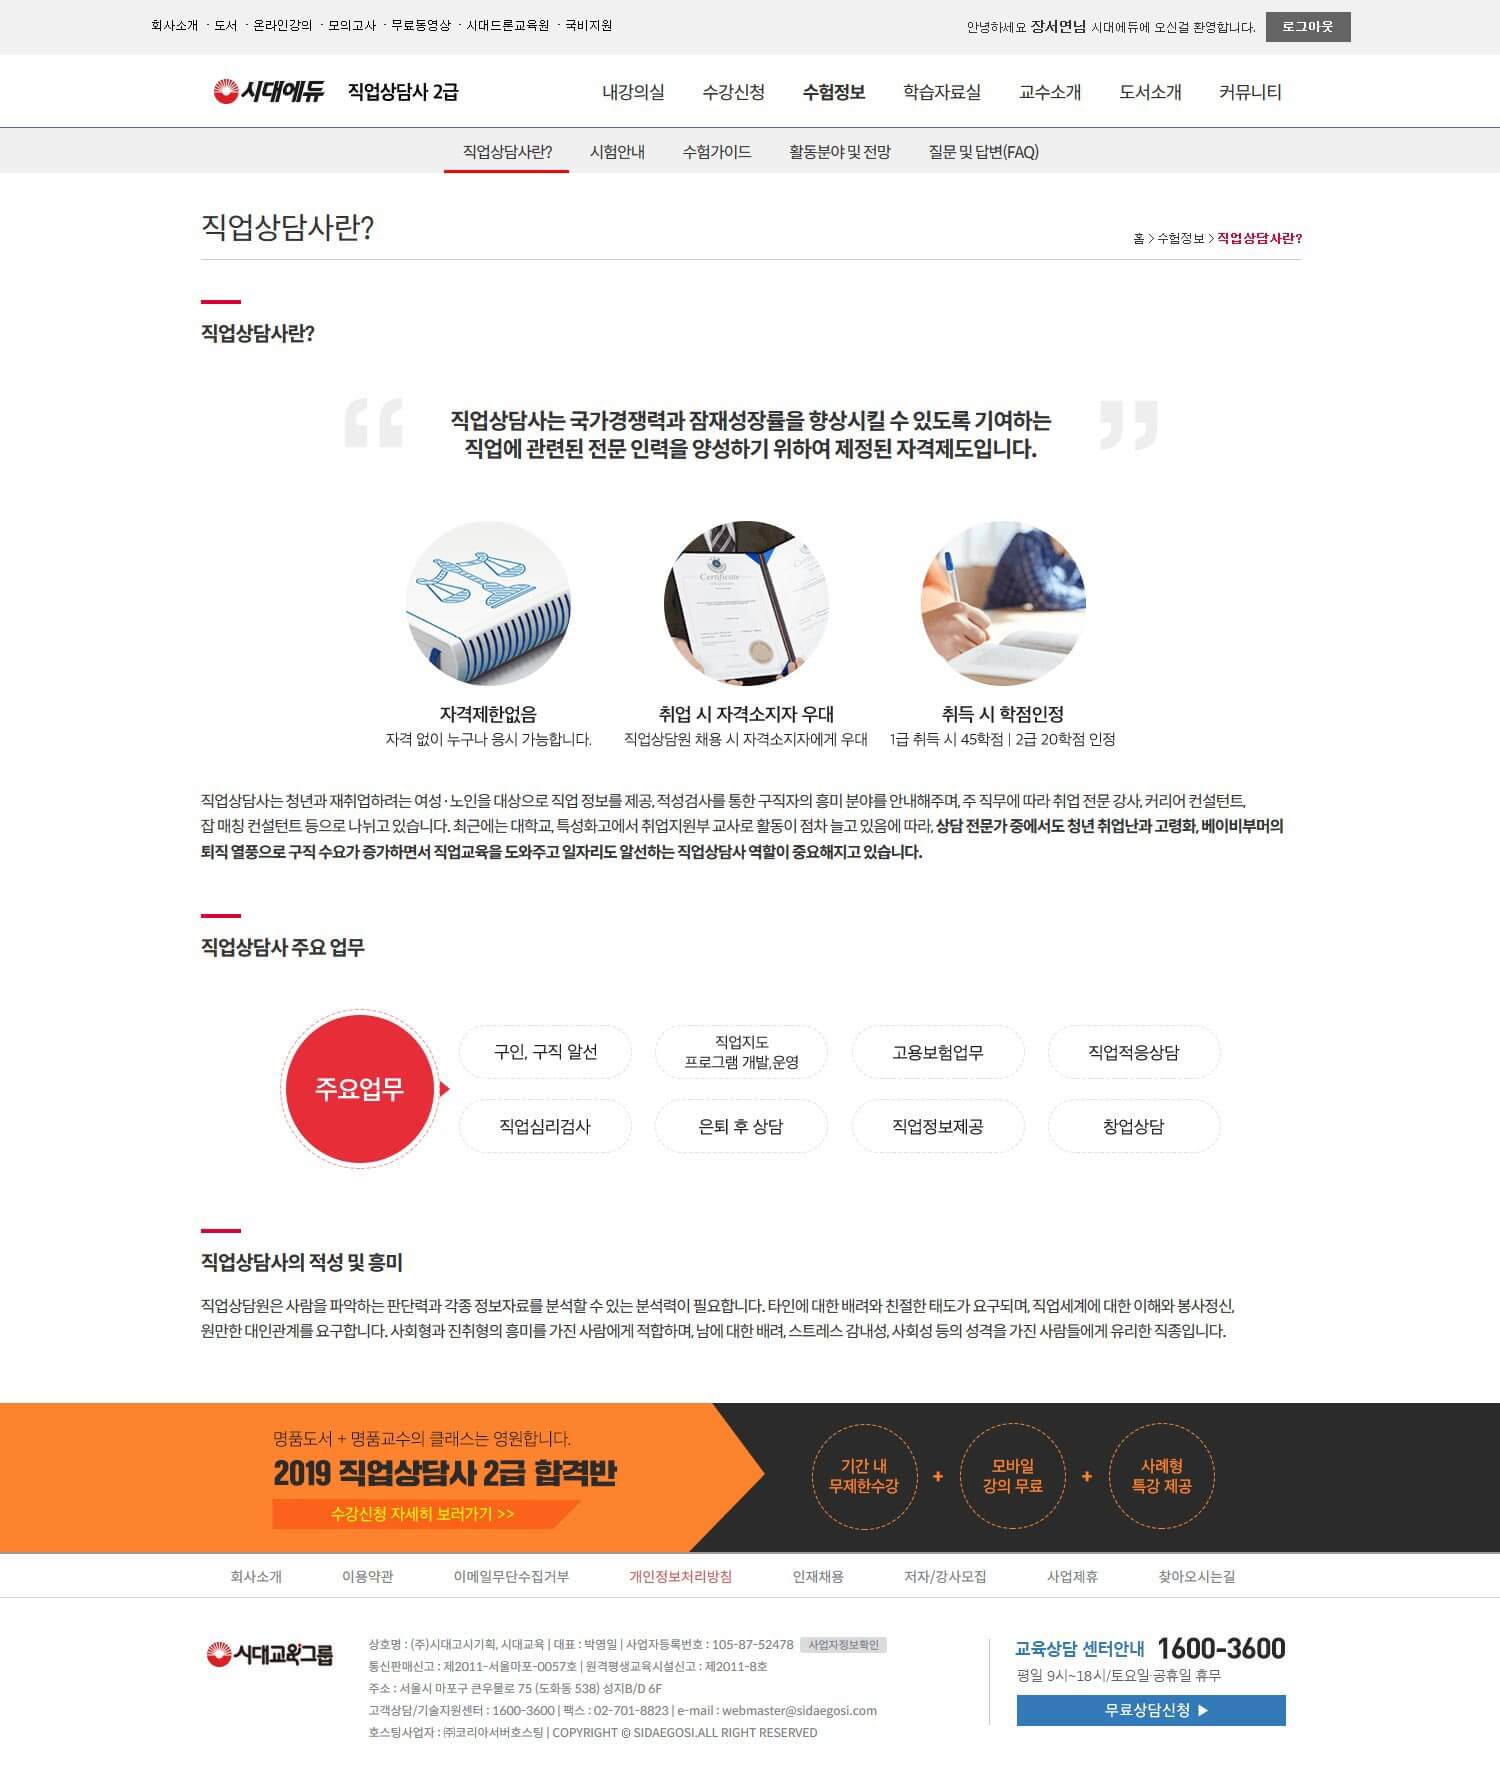 회사소개 · 도서 · 온라인강의 · 모의고사 · 무료동영상 · 시대드론교육원 · 국비지원
안녕하세요 장서연님 시대에듀에 오신걸 환영합니다. 로그아웃
시대에듀 직업상담사 2급 내강의실 수강신청 수험정보 학습자료실 교수소개 도서소개 커뮤니티
직업상담사란? 시험안내 수험가이드 활동분야 및 전망 질문 및 답변(FAQ)
직업상담사란?
홈 > 수험정보 > 직업상담사란?
직업상담사란?
“ 직업상담사는 국가경쟁력과 잠재성장률을 향상시킬 수 있도록 기여하는 ”
직업에 관련된 전문 인력을 양성하기 위하여 제정된 자격제도입니다.
Certificate
자격제한없음
자격 없이 누구나 응시 가능합니다.
취업 시 자격소지자 우대
직업상담원 채용 시 자격소지자에게 우대
취득 시 학점인정
1급 취득 시 45학점 | 2급 20학점 인정
직업상담사는 청년과 재취업하려는 여성·노인을 대상으로 직업 정보를 제공, 적성검사를 통한 구직자의 흥미 분야를 안내해주며, 주 직무에 따라 취업 전문 강사, 커리어 컨설턴트,
잡 매칭 컨설턴트 등으로 나뉘고 있습니다. 최근에는 대학교, 특성화고에서 취업지원부 교사로 활동이 점차 늘고 있음에 따라, 상담 전문가 중에서도 청년 취업난과 고령화, 베이비부머의
퇴직 열풍으로 구직 수요가 증가하면서 직업교육을 도와주고 일자리도 알선하는 직업상담사 역할이 중요해지고 있습니다.
직업상담사 주요 업무
주요업무
구인, 구직 알선
직업지도
프로그램 개발,운영
고용보험업무
직업적응상담
직업심리검사
은퇴 후 상담
직업정보제공
창업상담
직업상담사의 적성 및 흥미
직업상담원은 사람을 파악하는 판단력과 각종 정보자료를 분석할 수 있는 분석력이 필요합니다. 타인에 대한 배려와 친절한 태도가 요구되며, 직업세계에 대한 이해와 봉사정신,
원만한 대인관계를 요구합니다. 사회형과 진취형의 흥미를 가진 사람에게 적합하며, 남에 대한 배려, 스트레스 감내성, 사회성 등의 성격을 가진 사람들에게 유리한 직종입니다.
명품도서 + 명품교수의 클래스는 영원합니다.
2019 직업상담사 2급 합격반
수강신청 자세히 보러가기 >>
기간 내
무제한수강
+
모바일
강의 무료
+
사례형
특강 제공
회사소개 이용약관 이메일무단수집거부 개인정보처리방침 인재채용 저자/강사모집 사업제휴 찾아오시는길
시대교육그룹
상호명 : (주)시대고시기획, 시대교육 | 대표 : 박영일 | 사업자등록번호 : 105-87-52478 사업자정보확인
통신판매신고 : 제2011-서울마포-0057호 | 원격평생교육시설신고 : 제2011-8호
주소 : 서울시 마포구 큰우물로 75 (도화동 538) 성지B/D 6F
고객상담/기술지원센터 : 1600-3600 | 팩스 : 02-701-8823 | e-mail : webmaster@sidaegosi.com
호스팅사업자 : ㈜코리아서버호스팅 | COPYRIGHT © SIDAEGOSI.ALL RIGHT RESERVED
교육상담 센터안내 1600-3600
평일 9시~18시/토요일·공휴일 휴무
무료상담신청 ▶